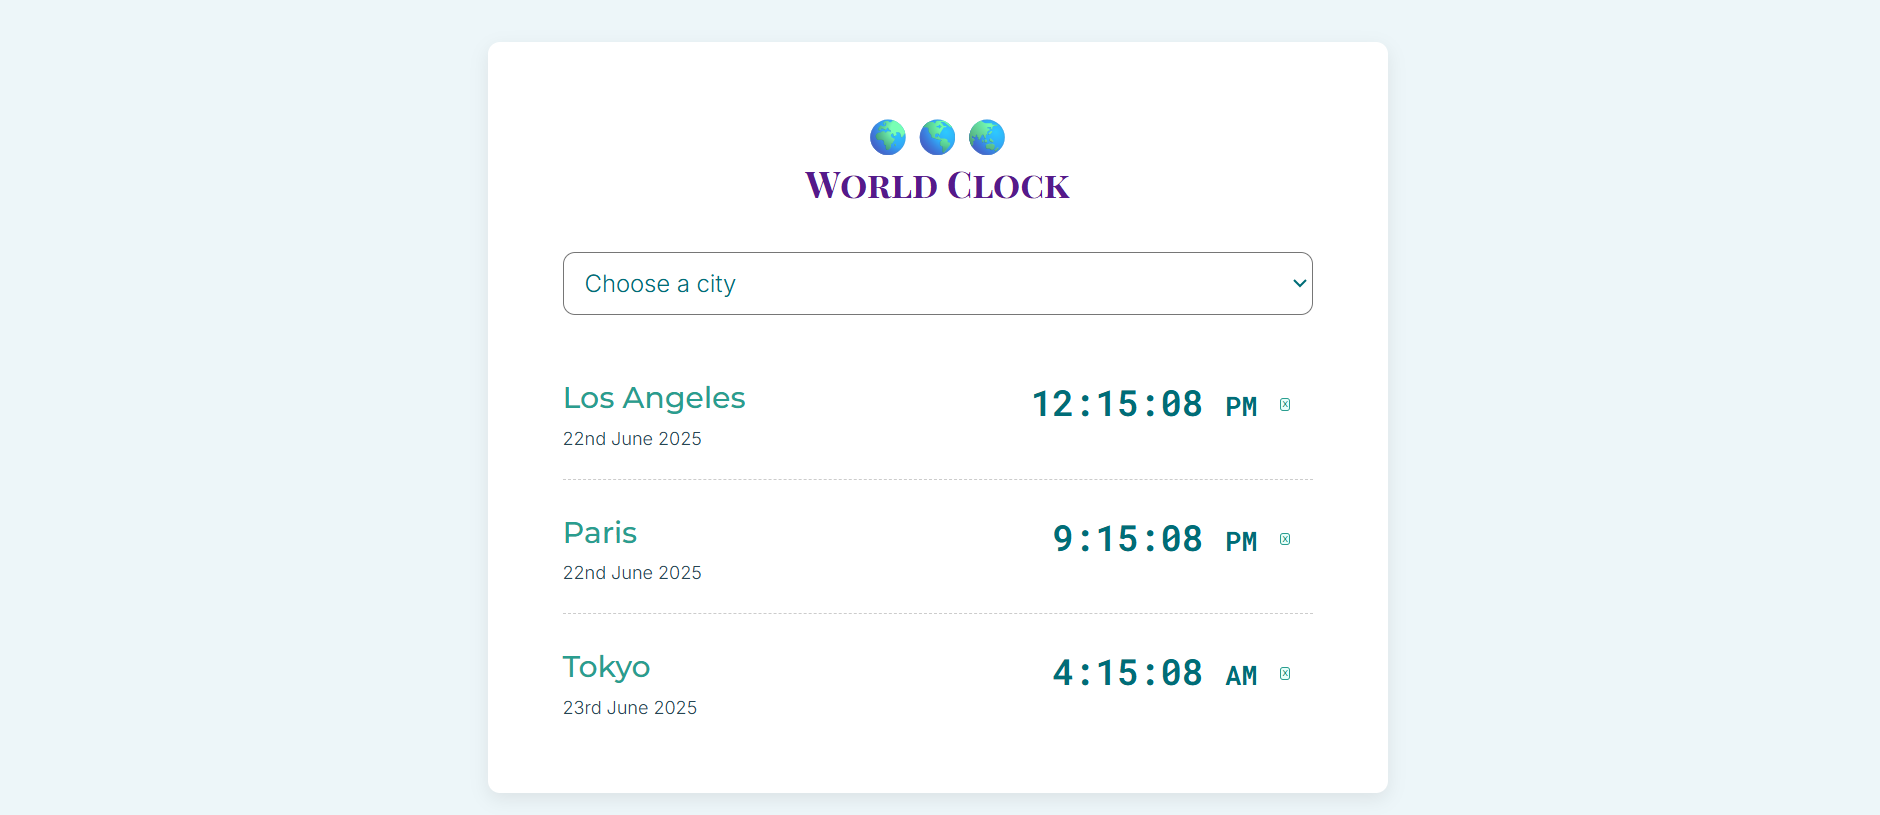 WORLD CLOCK
Choose a city
Los Angeles 12:15:08 PM x
22nd June 2025
Paris 9:15:08 PM x
22nd June 2025
Tokyo 4:15:08 AM x
23rd June 2025